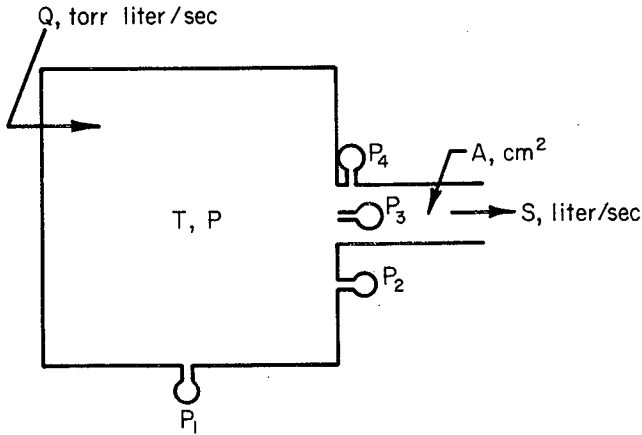 Q, torr liter/sec
P₄
A, cm²
P₃
T, P
S, liter/sec
P₂
P₁